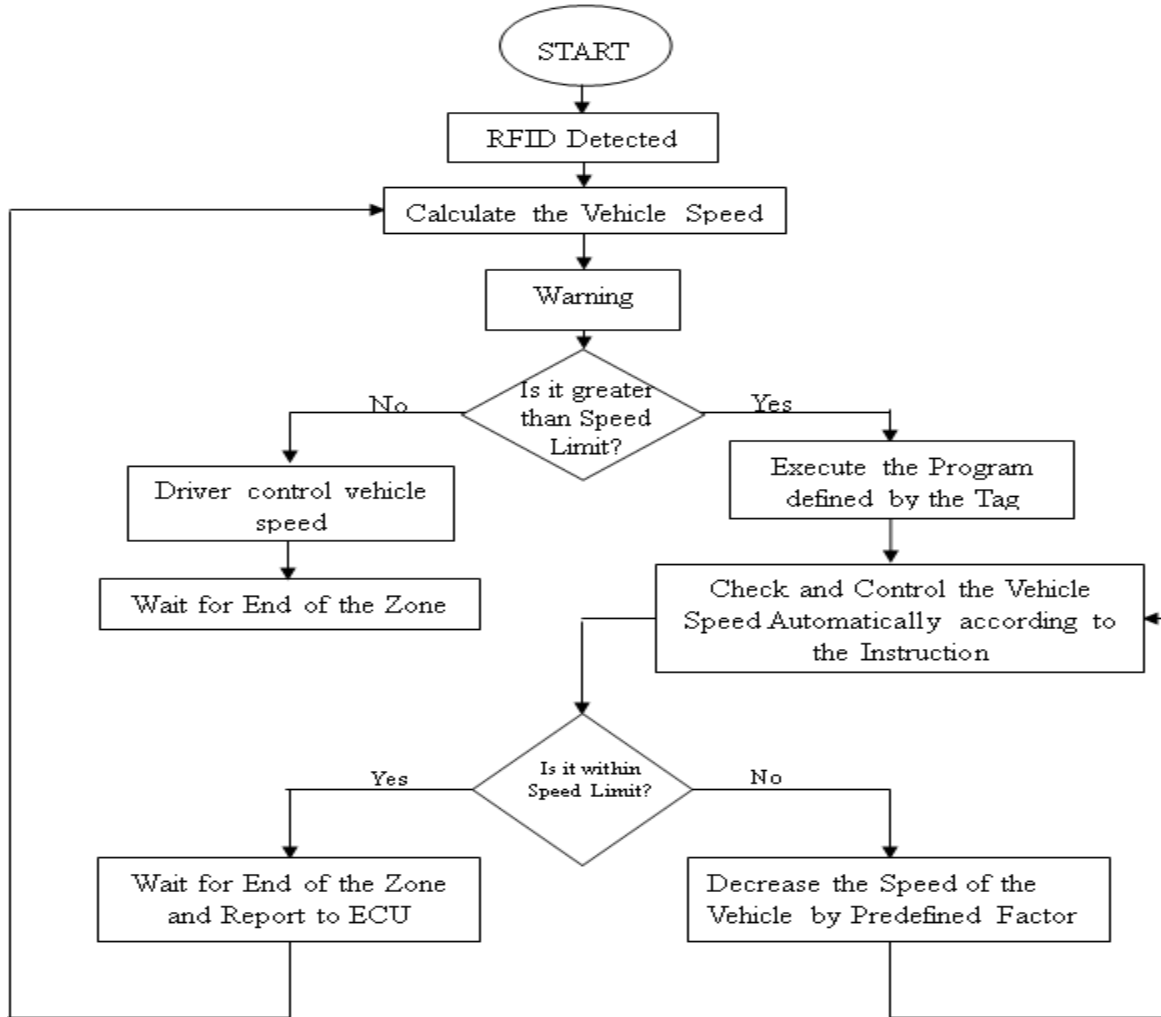 START
RFID Detected
Calculate the Vehicle Speed
Warning
Is it greater
than Speed
Limit?
No
Yes
Driver control vehicle
speed
Execute the Program
defined by the Tag
Wait for End of the Zone
Check and Control the Vehicle
Speed Automatically according to
the Instruction
Is it within
Speed Limit?
Yes
No
Wait for End of the Zone
and Report to ECU
Decrease the Speed of the
Vehicle by Predefined Factor